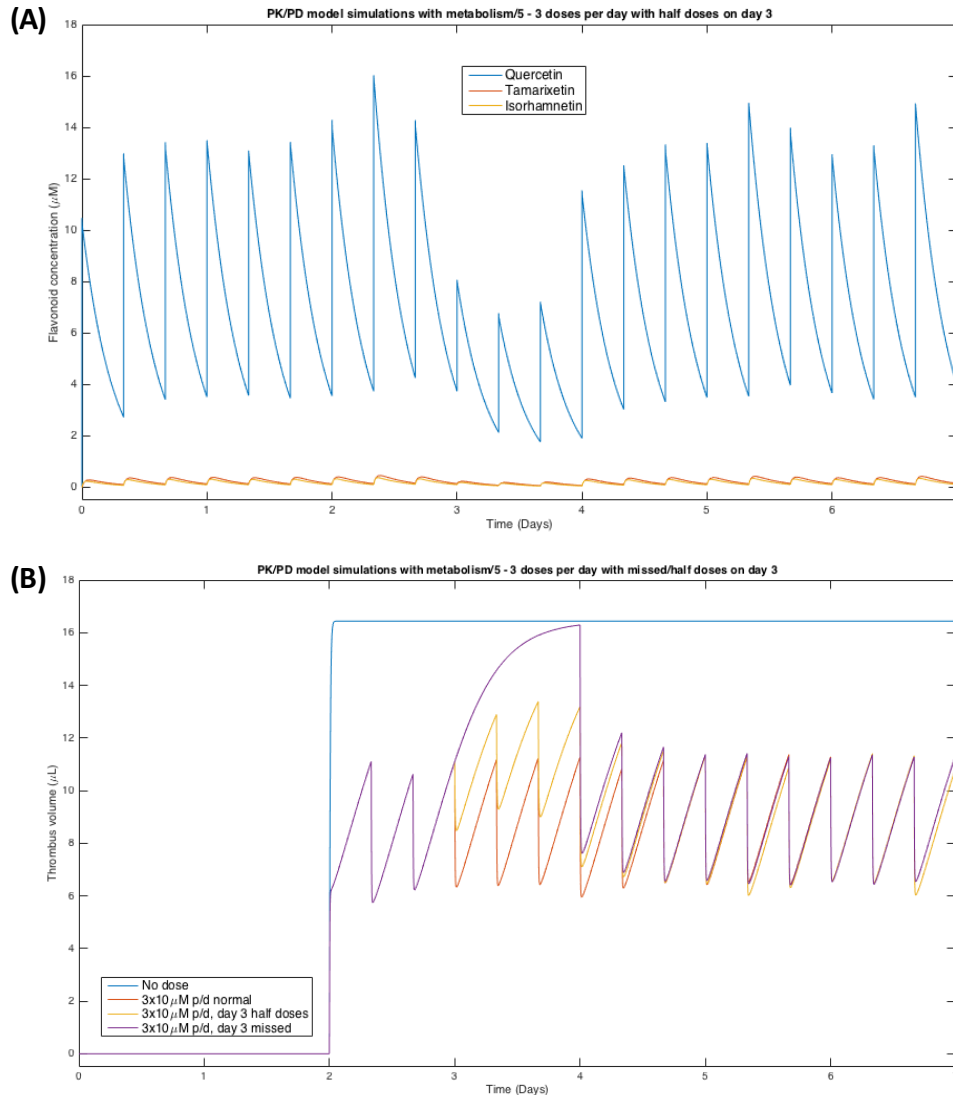 (A)
PK/PD model simulations with metabolism/5 - 3 doses per day with half doses on day 3
18
16
14
12
10
8
6
4
2
0
Flavonoid concentration (μM)
Quercetin
Tamarixetin
Isorhamnetin
0 1 2 3 4 5 6
Time (Days)
(B)
PK/PD model simulations with metabolism/5 - 3 doses per day with missed/half doses on day 3
18
16
14
12
10
8
6
4
2
0
Thrombus volume (μL)
No dose
3x10μM p/d normal
3x10μM p/d, day 3 half doses
3x10μM p/d, day 3 missed
0 1 2 3 4 5 6
Time (Days)